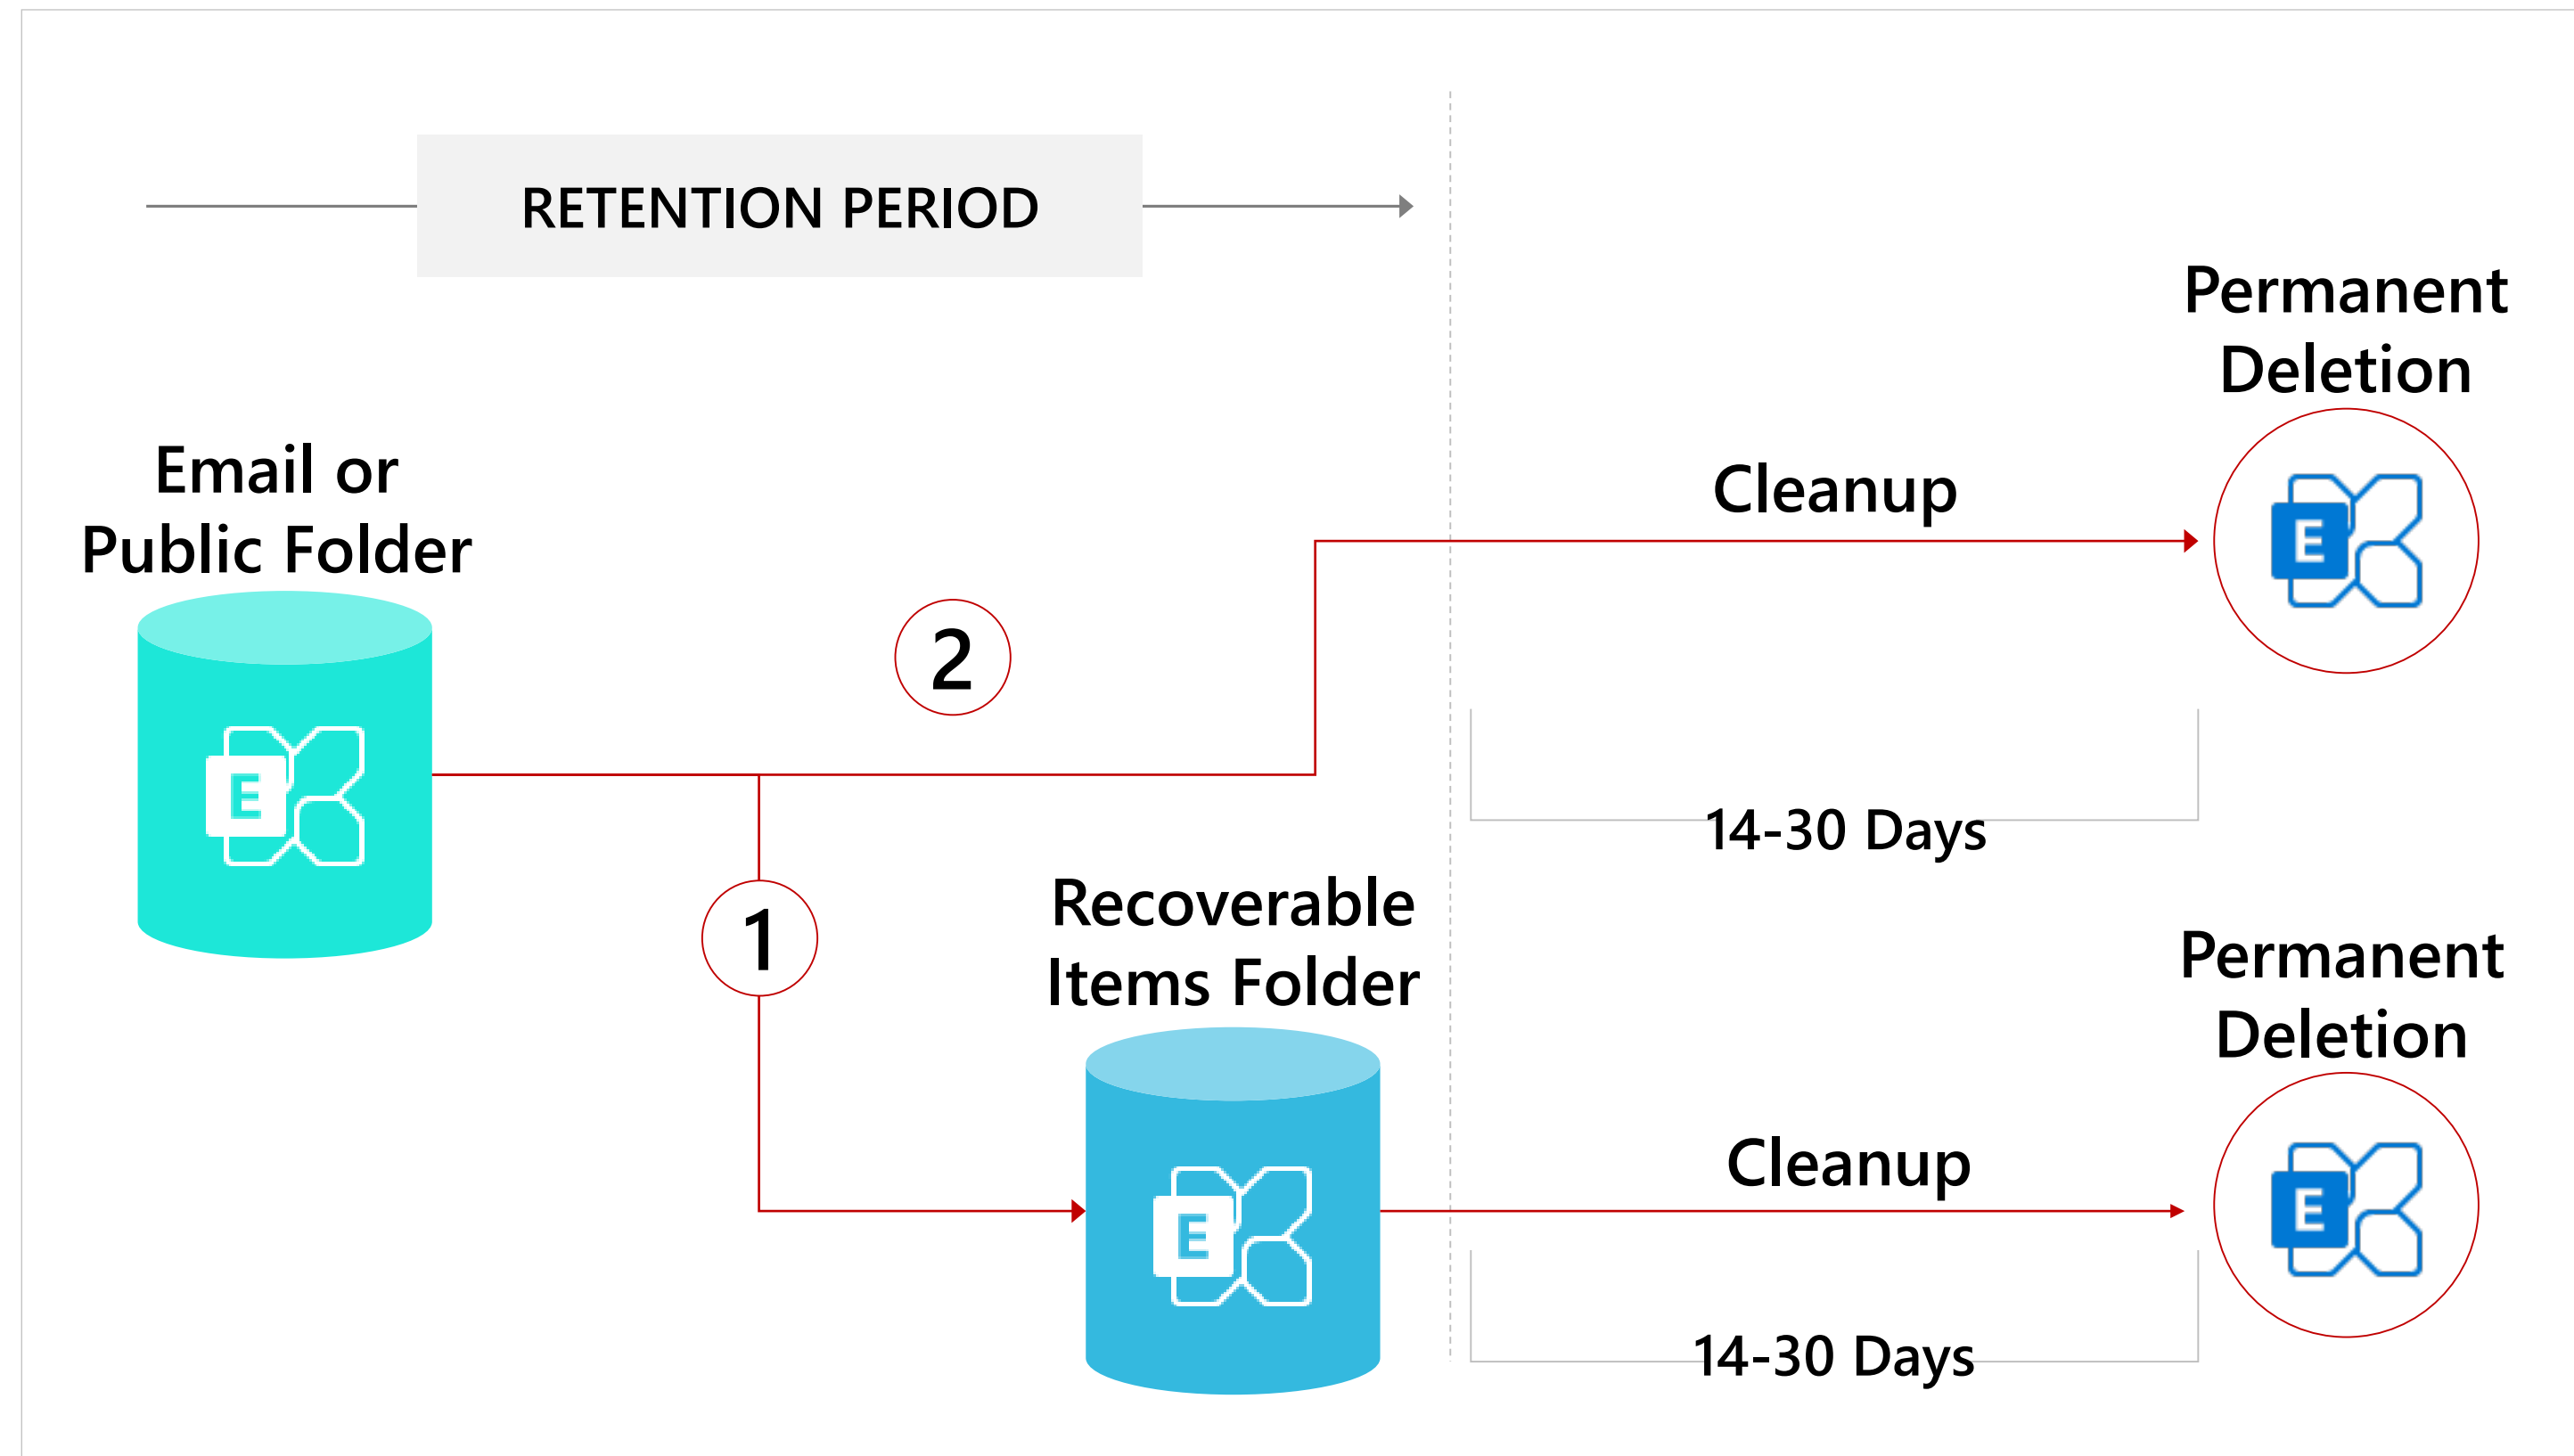 RETENTION PERIOD
Permanent
Deletion
Email or
Public Folder
Cleanup
E
2
E
14-30 Days
1
Recoverable
Items Folder
Permanent
Deletion
Cleanup
E
E
14-30 Days